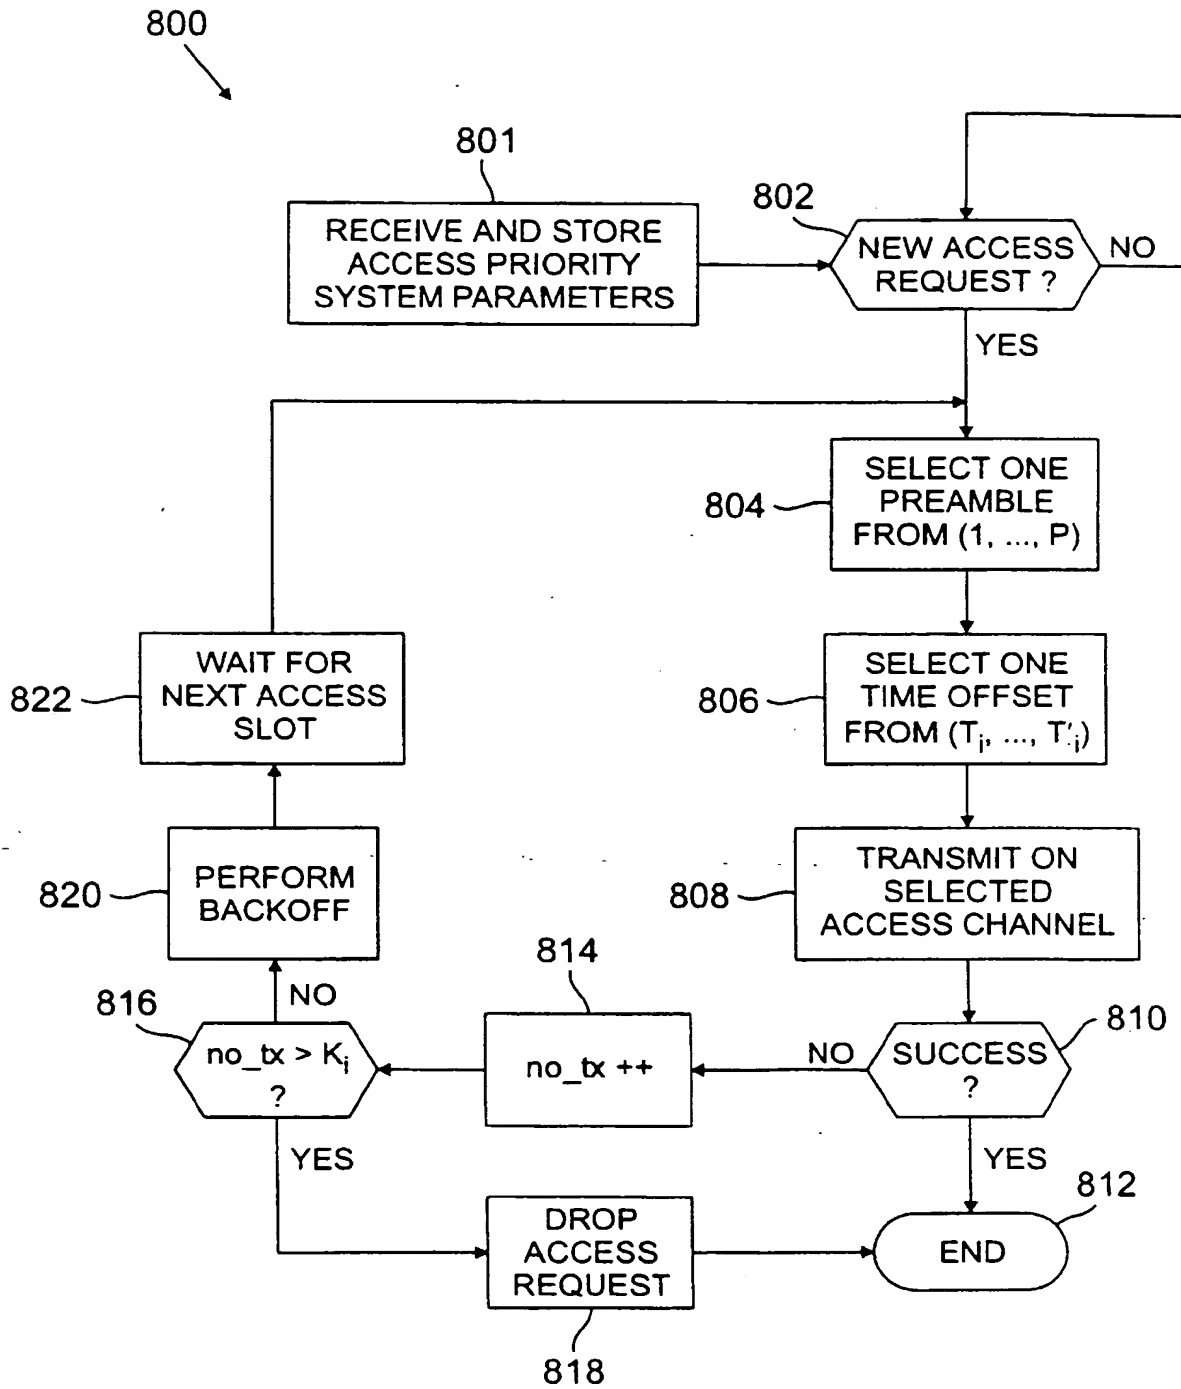 800
801
RECEIVE AND STORE
ACCESS PRIORITY
SYSTEM PARAMETERS
802
NEW ACCESS
REQUEST ?
NO
YES
804
SELECT ONE
PREAMBLE
FROM (1, ..., P)
806
SELECT ONE
TIME OFFSET
FROM (Ti, ..., T'i)
822
WAIT FOR
NEXT ACCESS
SLOT
820
PERFORM
BACKOFF
808
TRANSMIT ON
SELECTED
ACCESS CHANNEL
816
NO
no_tx > Ki
?
YES
814
no_tx ++
NO
810
SUCCESS
?
YES
818
DROP
ACCESS
REQUEST
812
END